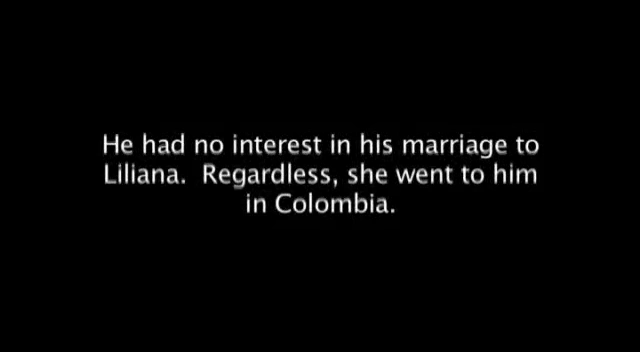 He had no interest in his marriage to
Liliana.  Regardless, she went to him
in Colombia.